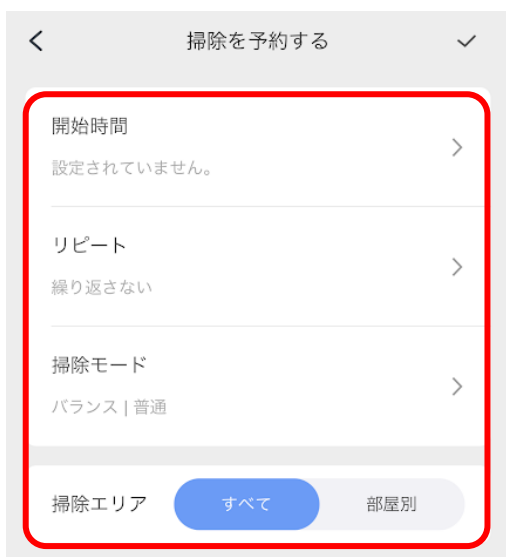 掃除を予約する
開始時間
設定されていません。
リピート
繰り返さない
掃除モード
バランス | 普通
掃除エリア すべて 部屋別